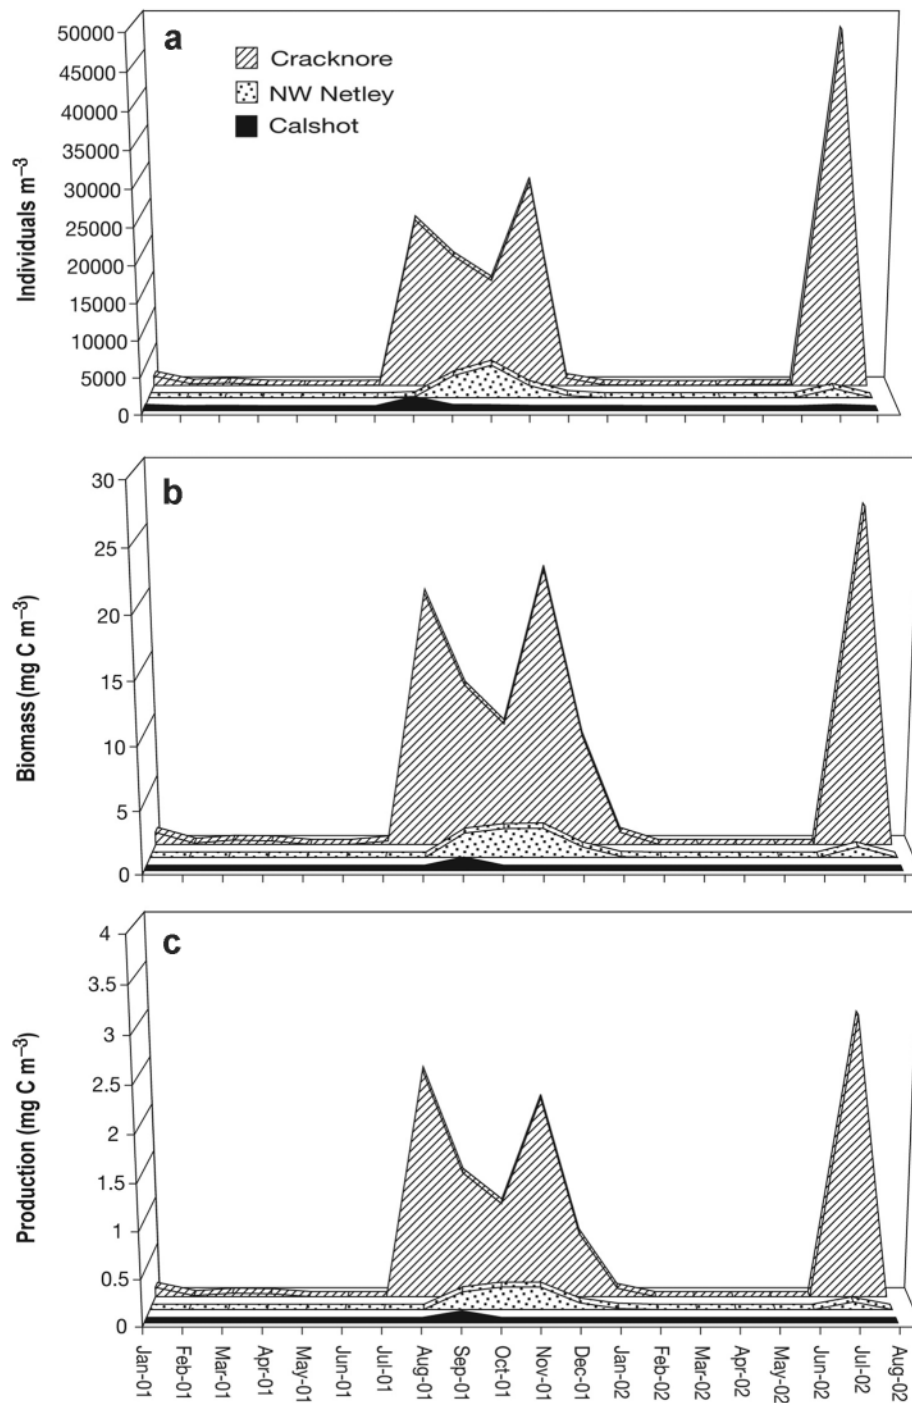 a
Cracknore
NW Netley
Calshot
Individuals m⁻³
50000
45000
40000
35000
30000
25000
20000
15000
10000
5000
0
b
Biomass (mg C m⁻³)
30
25
20
15
10
5
0
c
Production (mg C m⁻³)
4
3.5
3
2.5
2
1.5
1
0.5
0
Jan-01
Feb-01
Mar-01
Apr-01
May-01
Jun-01
Jul-01
Aug-01
Sep-01
Oct-01
Nov-01
Dec-01
Jan-02
Feb-02
Mar-02
Apr-02
May-02
Jun-02
Jul-02
Aug-02